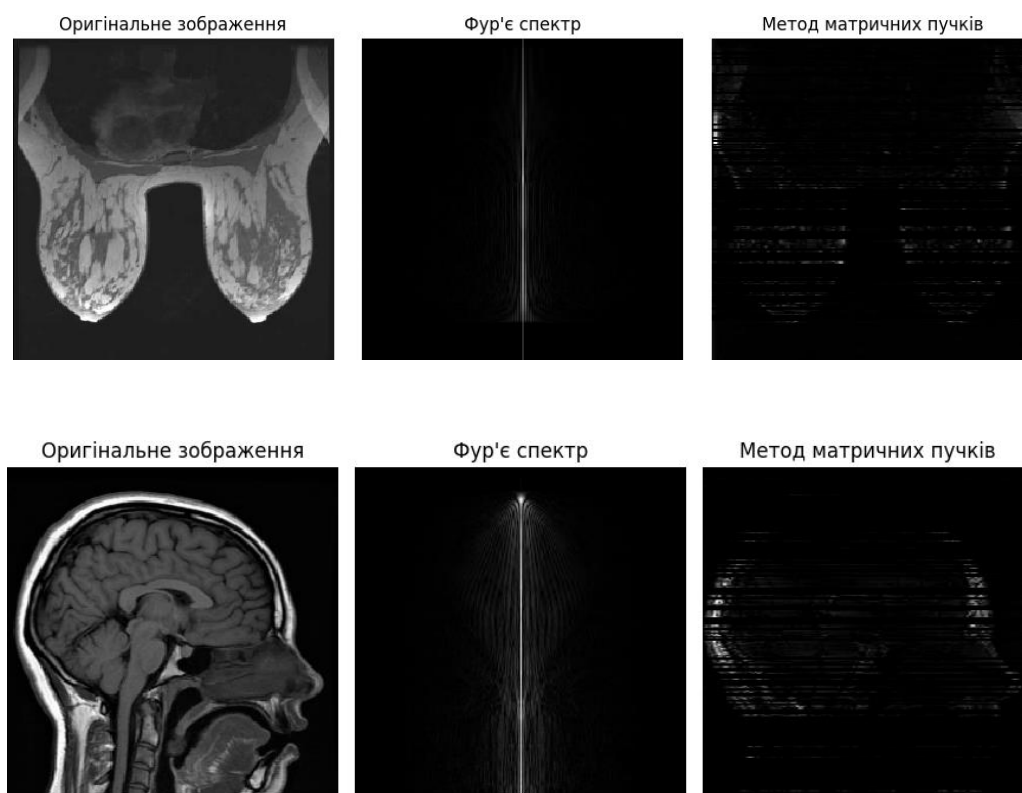 Оригінальне зображення
Фур'є спектр
Метод матричних пучків
Оригінальне зображення
Фур'є спектр
Метод матричних пучків